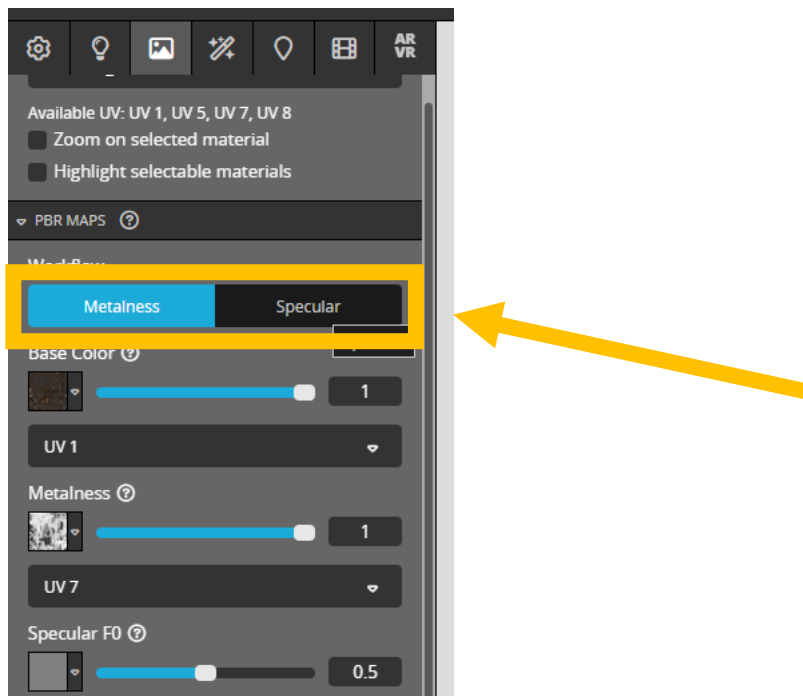 AR
VR
Available UV: UV 1, UV 5, UV 7, UV 8
Zoom on selected material
Highlight selectable materials
PBR MAPS
Workflow
Metalness Specular
Base Color
1
UV 1
Metalness
1
UV 7
Specular F0
0.5